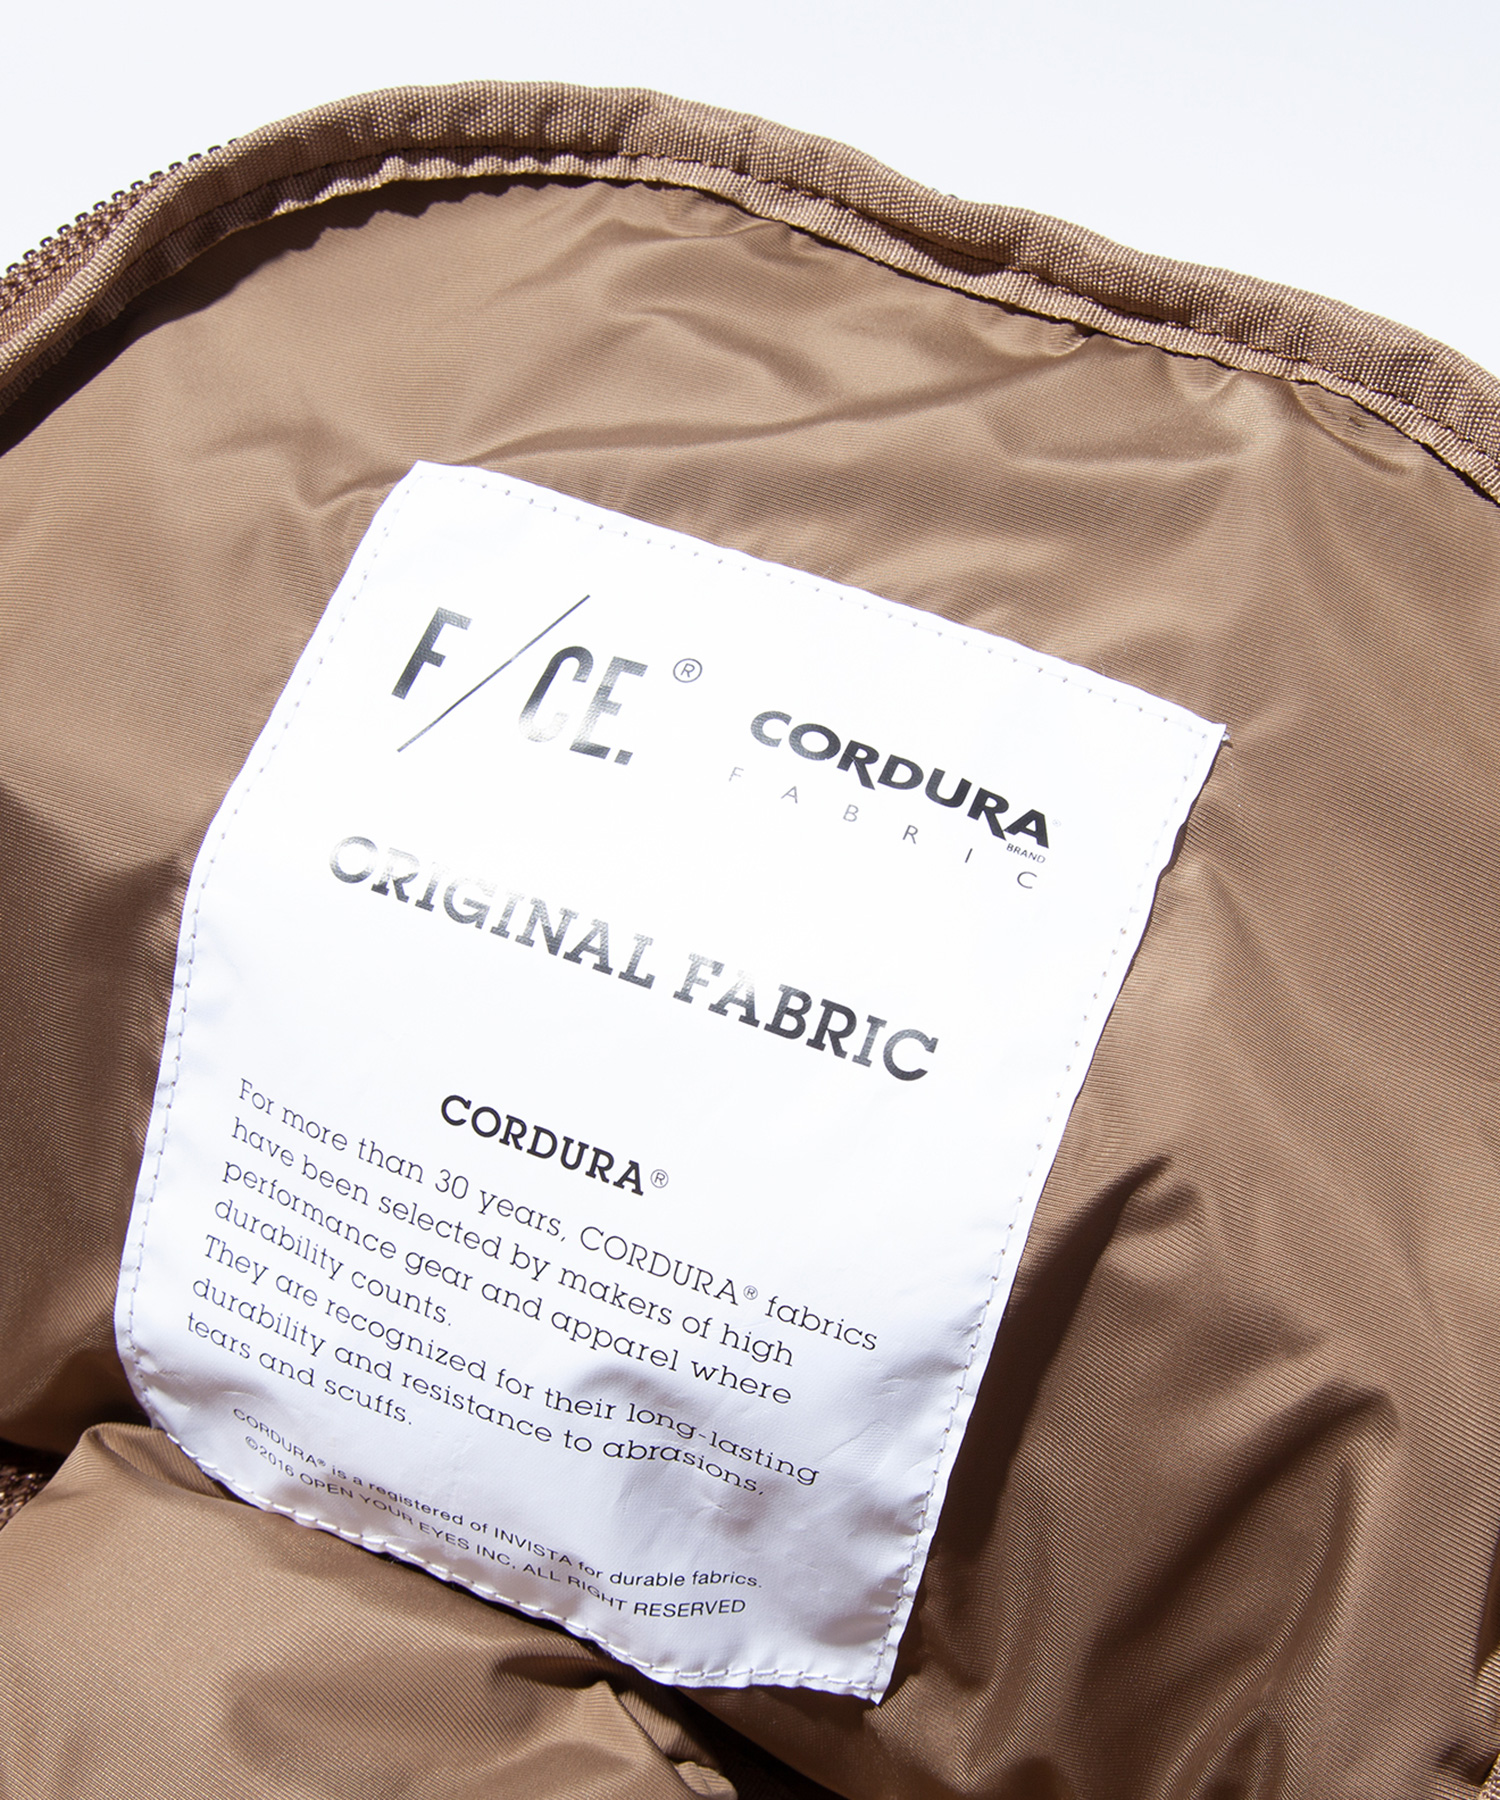 F/CE.®
CORDURA®
BRAND
FABRIC
ORIGINAL FABRIC
CORDURA®
For more than 30 years, CORDURA® fabrics
have been selected by makers of high
performance gear and apparel where
durability counts.
They are recognized for their long-lasting
durability and resistance to abrasions,
tears and scuffs.
CORDURA® is a registered of INVISTA for durable fabrics.
©2016 OPEN YOUR EYES INC. ALL RIGHT RESERVED